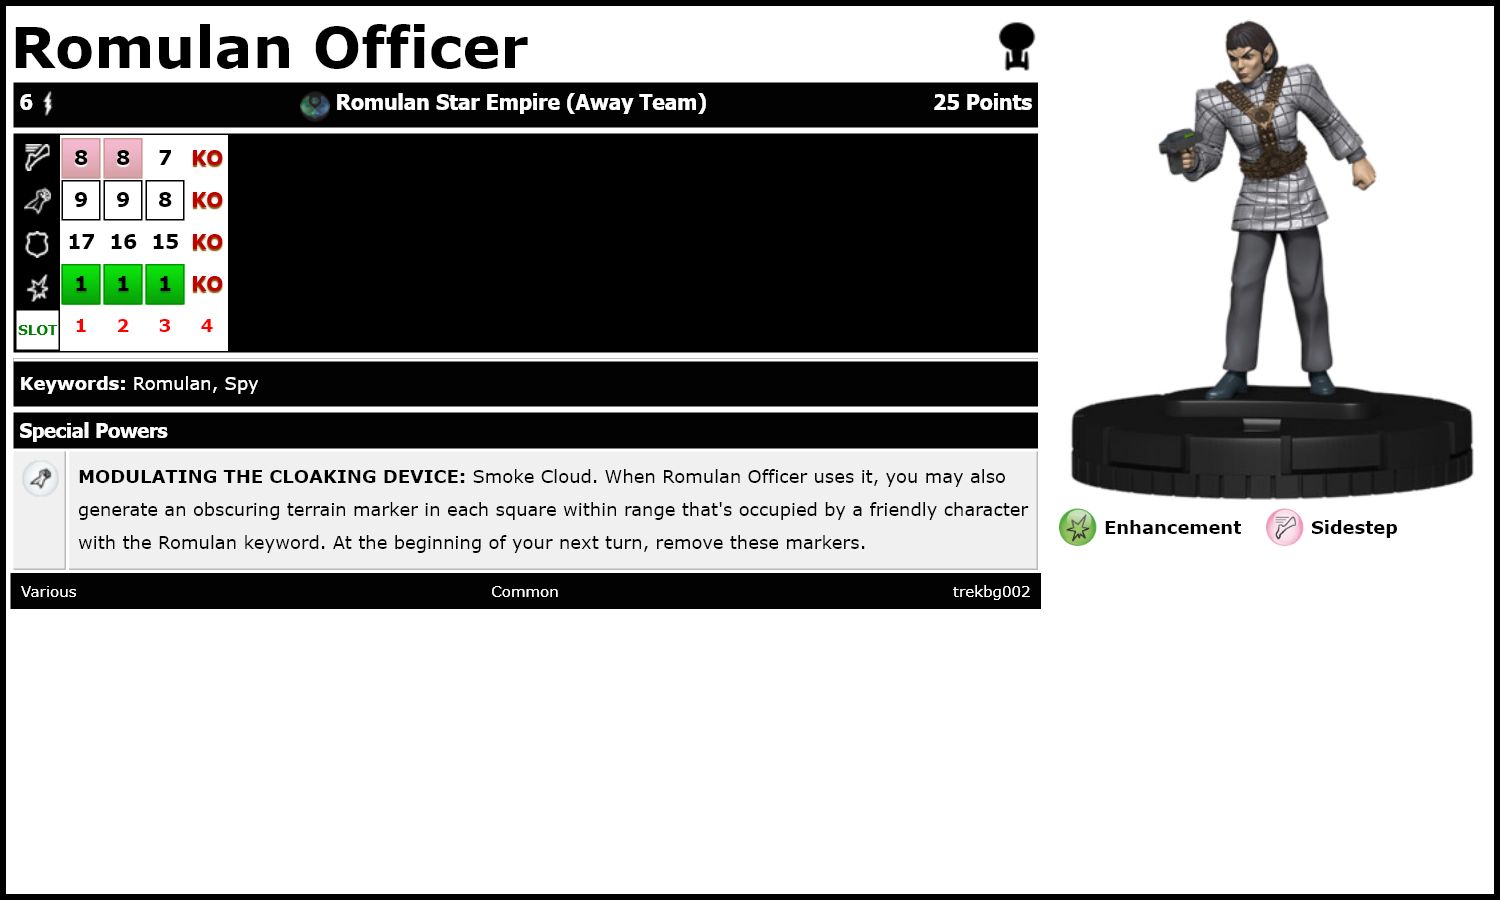 Romulan Officer
6 Romulan Star Empire (Away Team) 25 Points
8 8 7 KO
9 9 8 KO
17 16 15 KO
1 1 1 KO
SLOT 1 2 3 4
Keywords: Romulan, Spy
Special Powers
MODULATING THE CLOAKING DEVICE: Smoke Cloud. When Romulan Officer uses it, you may also
generate an obscuring terrain marker in each square within range that's occupied by a friendly character
with the Romulan keyword. At the beginning of your next turn, remove these markers.
Various Common trekbg002
Enhancement Sidestep